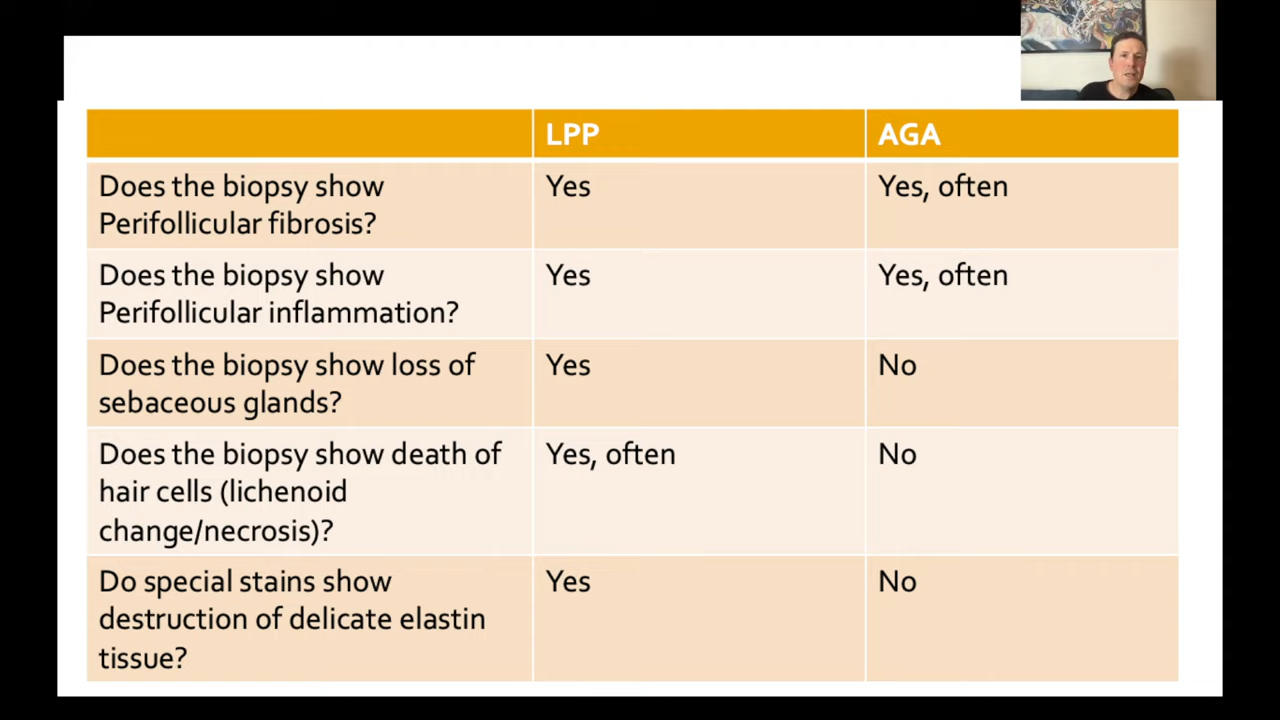 LPP
AGA
Does the biopsy show
Perifollicular fibrosis?
Yes
Yes, often
Does the biopsy show
Perifollicular inflammation?
Yes
Yes, often
Does the biopsy show loss of
sebaceous glands?
Yes
No
Does the biopsy show death of
hair cells (lichenoid
change/necrosis)?
Yes, often
No
Do special stains show
destruction of delicate elastin
tissue?
Yes
No